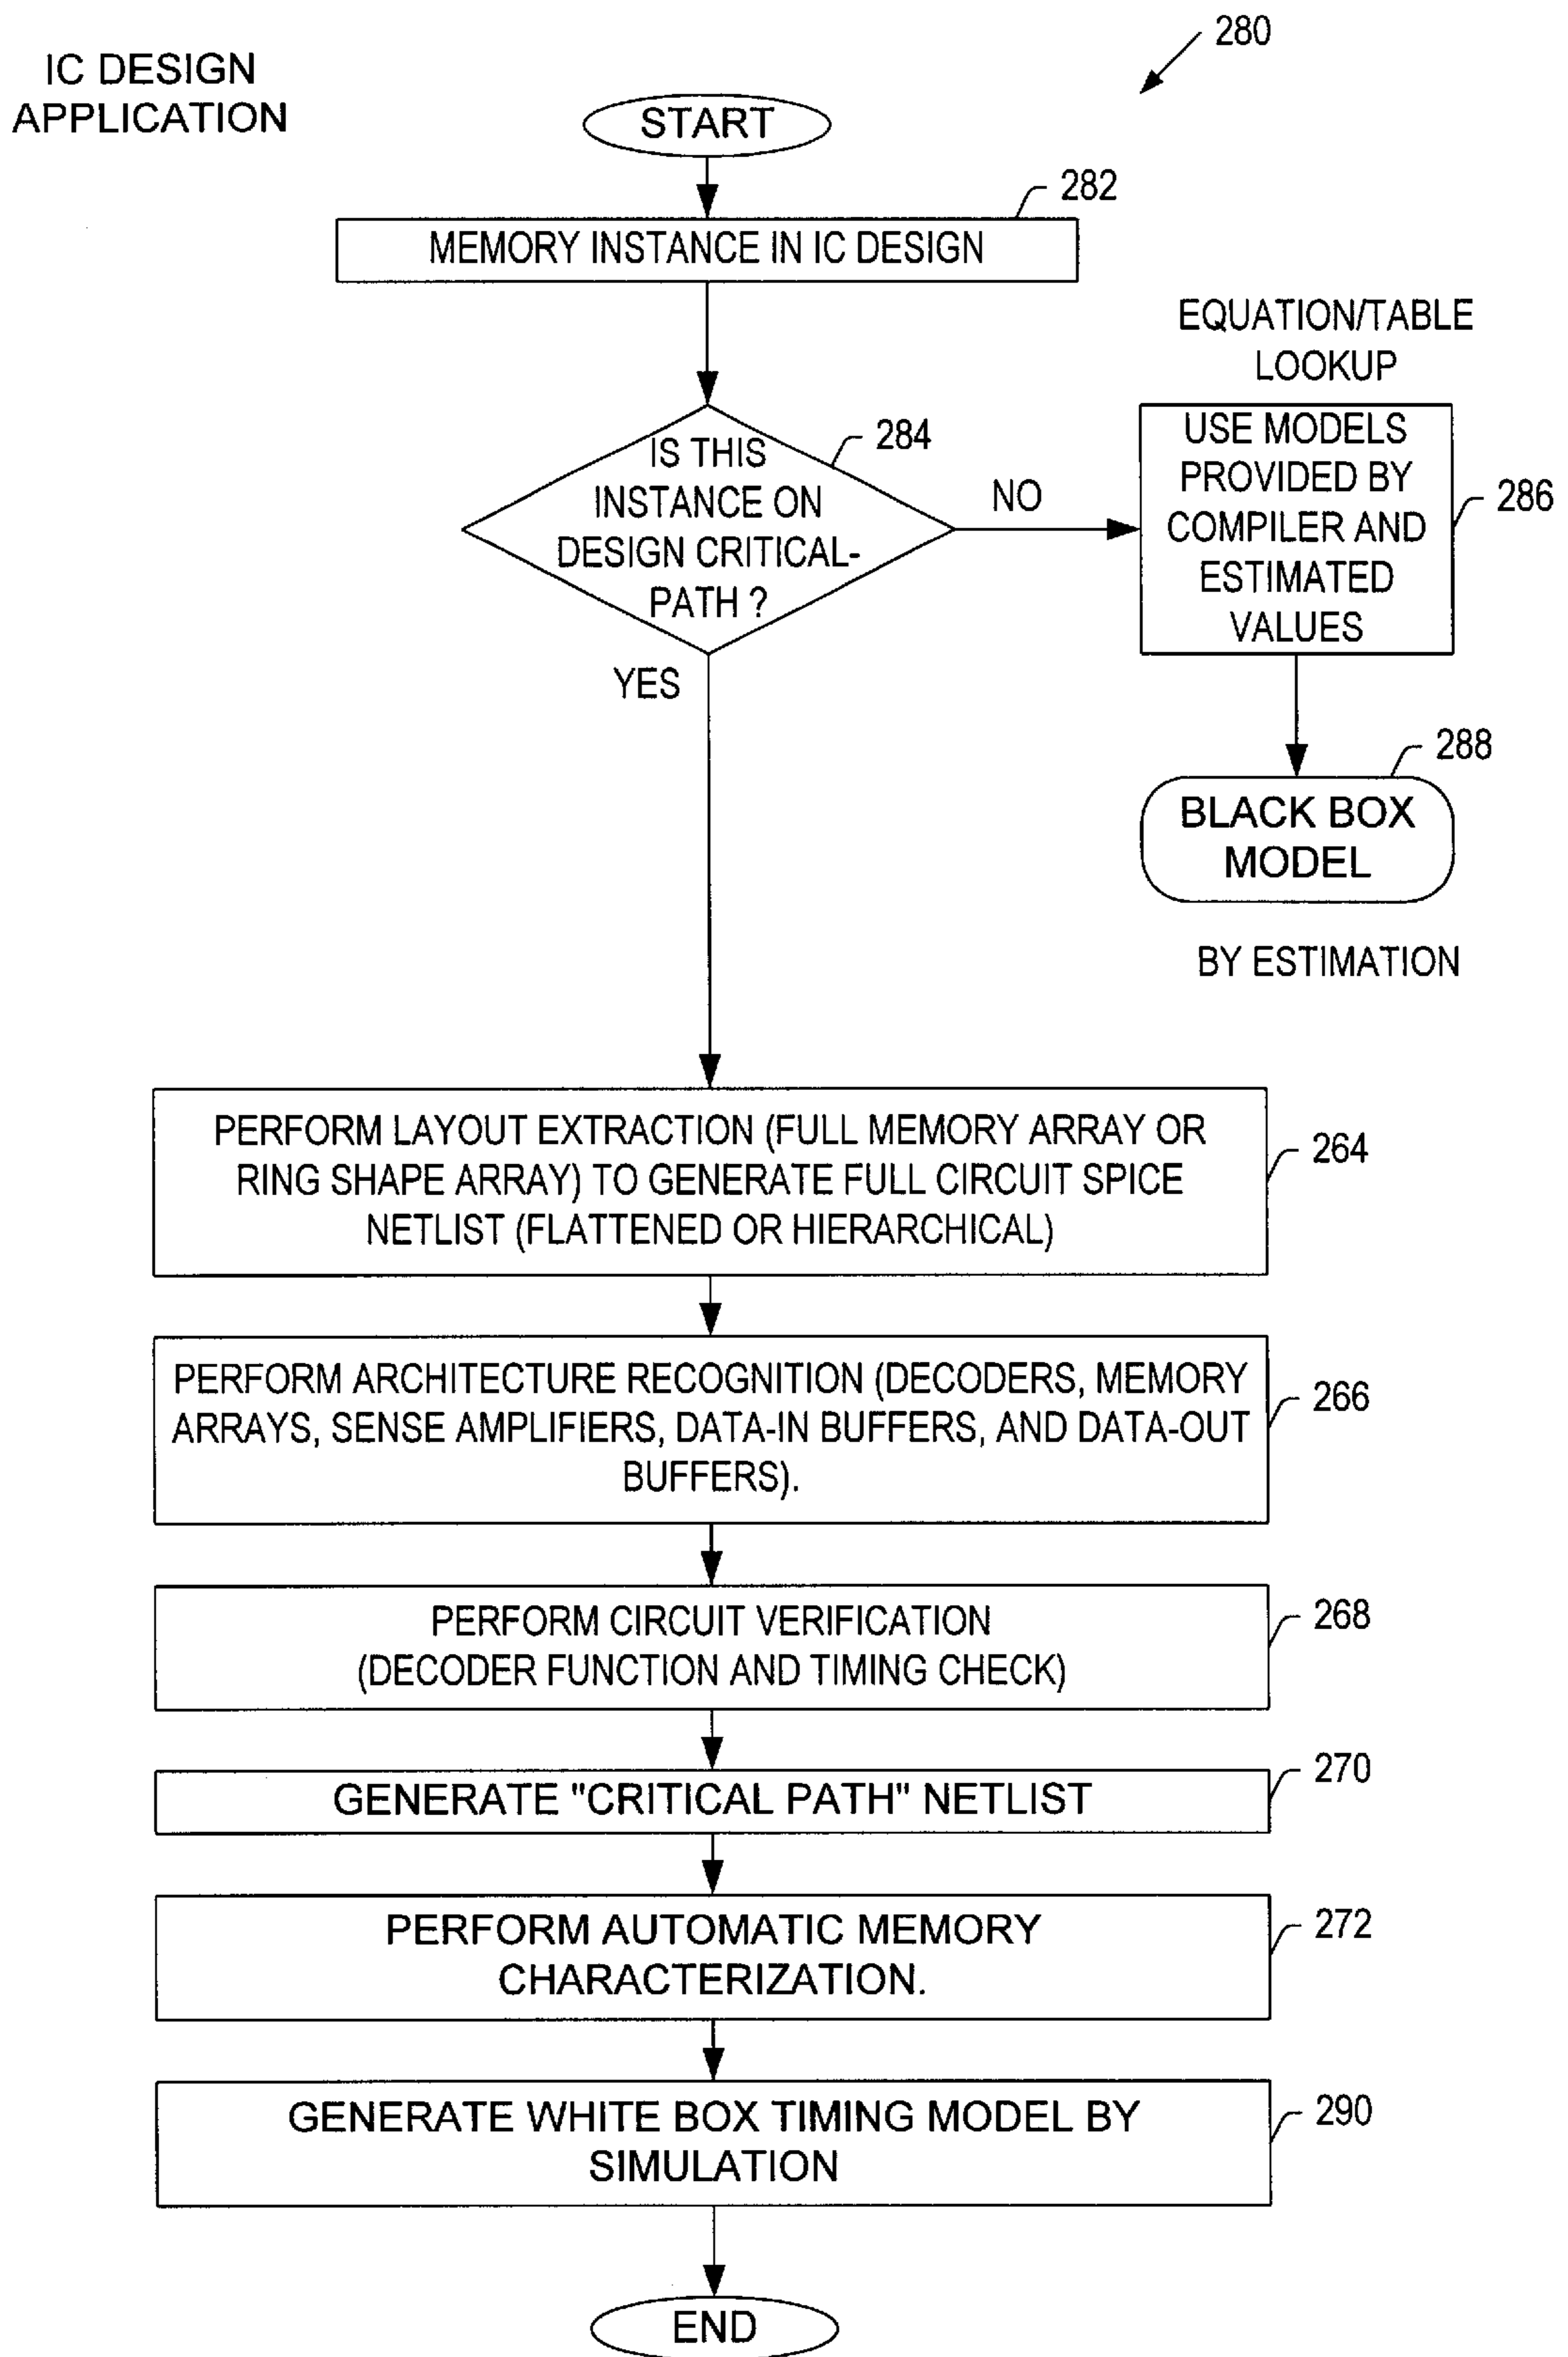 280
IC DESIGN
APPLICATION
START
282
MEMORY INSTANCE IN IC DESIGN
EQUATION/TABLE
LOOKUP
284
IS THIS
INSTANCE ON
DESIGN CRITICAL-
PATH ?
NO
USE MODELS
PROVIDED BY
COMPILER AND
ESTIMATED
VALUES
286
YES
288
BLACK BOX
MODEL
BY ESTIMATION
PERFORM LAYOUT EXTRACTION (FULL MEMORY ARRAY OR
RING SHAPE ARRAY) TO GENERATE FULL CIRCUIT SPICE
NETLIST (FLATTENED OR HIERARCHICAL)
264
PERFORM ARCHITECTURE RECOGNITION (DECODERS, MEMORY
ARRAYS, SENSE AMPLIFIERS, DATA-IN BUFFERS, AND DATA-OUT
BUFFERS).
266
PERFORM CIRCUIT VERIFICATION
(DECODER FUNCTION AND TIMING CHECK)
268
GENERATE "CRITICAL PATH" NETLIST
270
PERFORM AUTOMATIC MEMORY
CHARACTERIZATION.
272
GENERATE WHITE BOX TIMING MODEL BY
SIMULATION
290
END